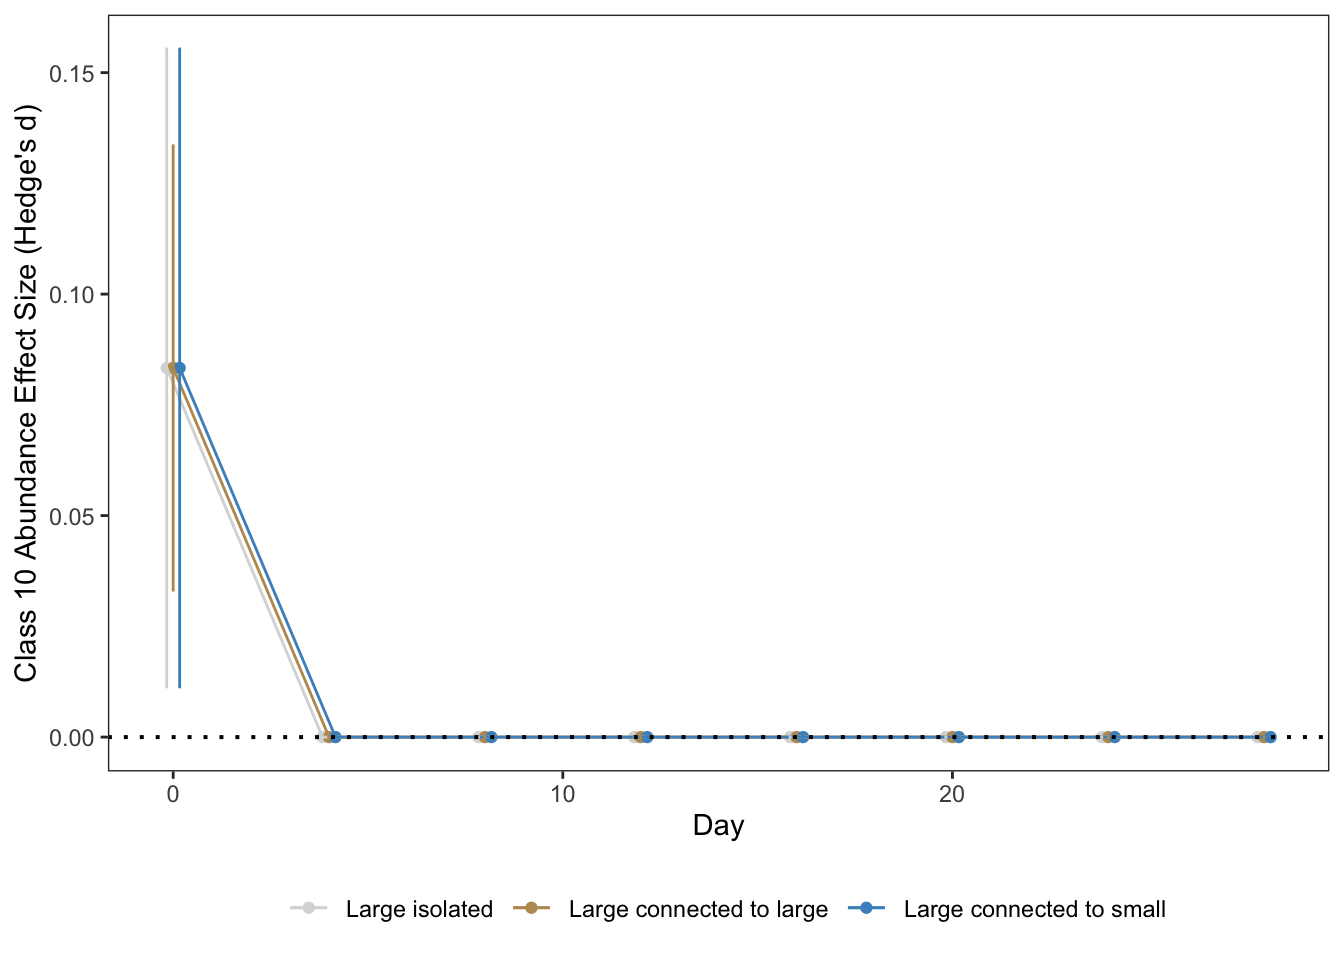 Class 10 Abundance Effect Size (Hedge's d)
0.15
0.10
0.05
0.00
0 10 20
Day
Large isolated Large connected to large Large connected to small